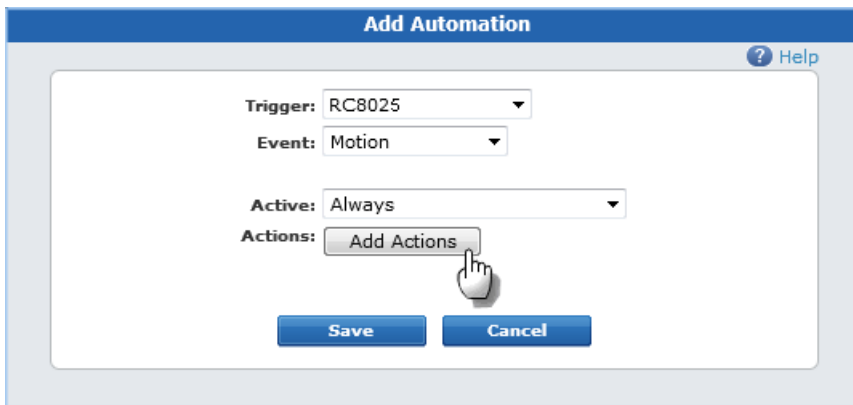 Add Automation
? Help
Trigger: RC8025
Event: Motion
Active: Always
Actions: Add Actions
Save Cancel